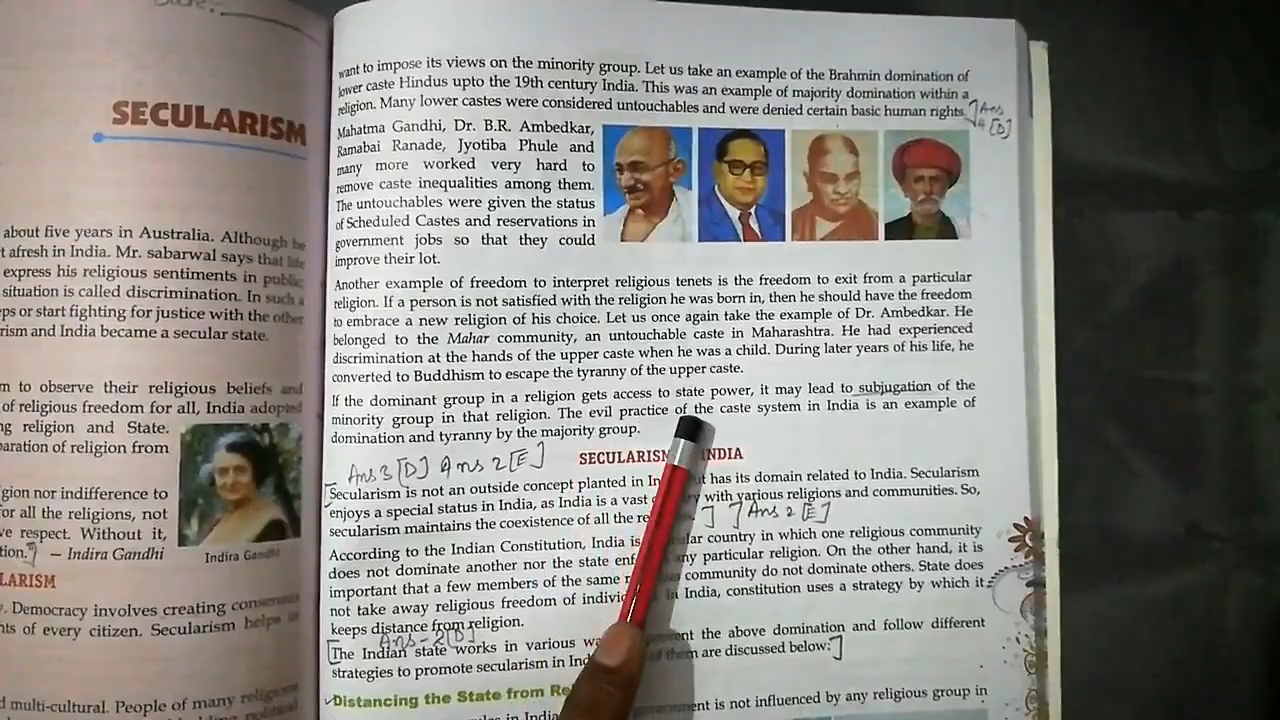 SECULARISM
about five years in Australia. Although he
t afresh in India. Mr. sabarwal says that life
express his religious sentiments in public
situation is called discrimination. In such a
ps or start fighting for justice with the other
rism and India became a secular state.
m to observe their religious beliefs and
of religious freedom for all, India adopted
ng religion and State.
paration of religion from
gion nor indifference to
for all the religions, not
ve respect. Without it,
tion." – Indira Gandhi
Indira Gandhi
LARISM
y. Democracy involves creating consensus
nts of every citizen. Secularism helps in
d multi-cultural. People of many religions
want to impose its views on the minority group. Let us take an example of the Brahmin domination of
lower caste Hindus upto the 19th century India. This was an example of majority domination within a
religion. Many lower castes were considered untouchables and were denied certain basic human rights.
Ans
4 [D]
Mahatma Gandhi, Dr. B.R. Ambedkar,
Ramabai Ranade, Jyotiba Phule and
many more worked very hard to
remove caste inequalities among them.
The untouchables were given the status
of Scheduled Castes and reservations in
government jobs so that they could
improve their lot.
Another example of freedom to interpret religious tenets is the freedom to exit from a particular
religion. If a person is not satisfied with the religion he was born in, then he should have the freedom
to embrace a new religion of his choice. Let us once again take the example of Dr. Ambedkar. He
belonged to the Mahar community, an untouchable caste in Maharashtra. He had experienced
discrimination at the hands of the upper caste when he was a child. During later years of his life, he
converted to Buddhism to escape the tyranny of the upper caste.
If the dominant group in a religion gets access to state power, it may lead to subjugation of the
minority group in that religion. The evil practice of the caste system in India is an example of
domination and tyranny by the majority group.
Ans 3 [D] Ans 2 [E]
SECULARISM INDIA
Secularism is not an outside concept planted in In has its domain related to India. Secularism
enjoys a special status in India, as India is a vast with various religions and communities. So,
secularism maintains the coexistence of all the re
Ans 2 [E]
According to the Indian Constitution, India is country in which one religious community
does not dominate another nor the state any particular religion. On the other hand, it is
important that a few members of the same community do not dominate others. State does
not take away religious freedom of In India, constitution uses a strategy by which it
keeps distance from religion.
Ans - 2 [D]
The Indian state works in various the above domination and follow different
strategies to promote secularism in them are discussed below:
Distancing the State from Re
in India is not influenced by any religious group in